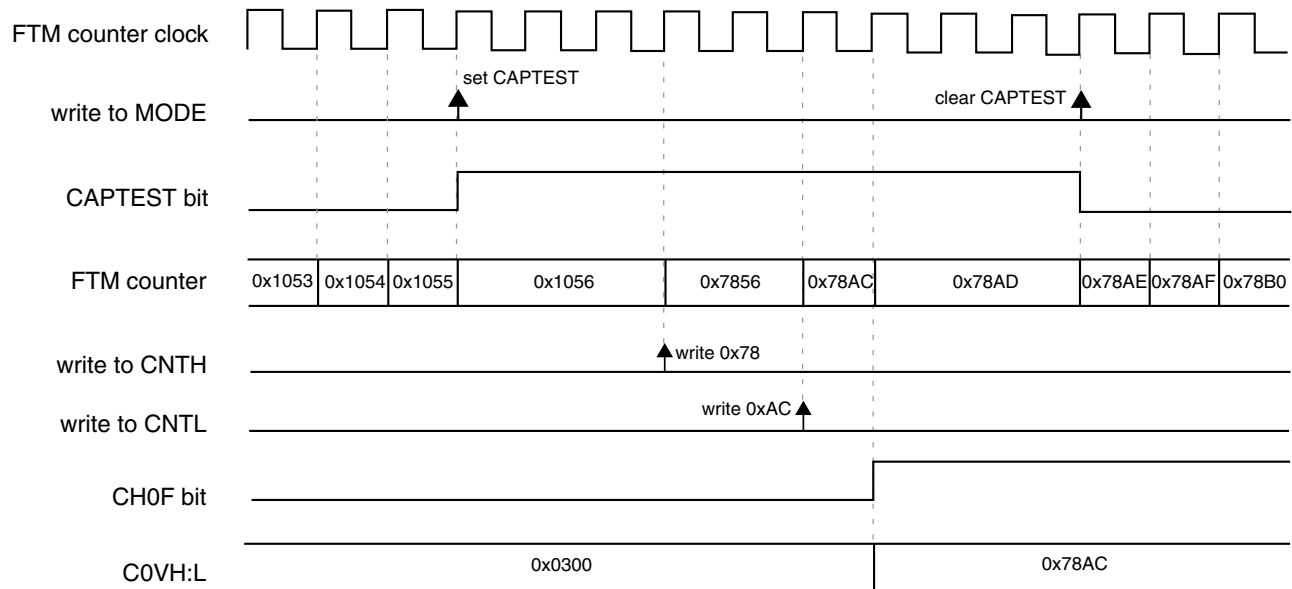 FTM counter clock
set CAPTEST
write to MODE
clear CAPTEST
CAPTEST bit
FTM counter
0x1053 0x1054 0x1055 0x1056 0x7856 0x78AC 0x78AD 0x78AE 0x78AF 0x78B0
write to CNTH
write 0x78
write to CNTL
write 0xAC
CH0F bit
C0VH:L
0x0300 0x78AC